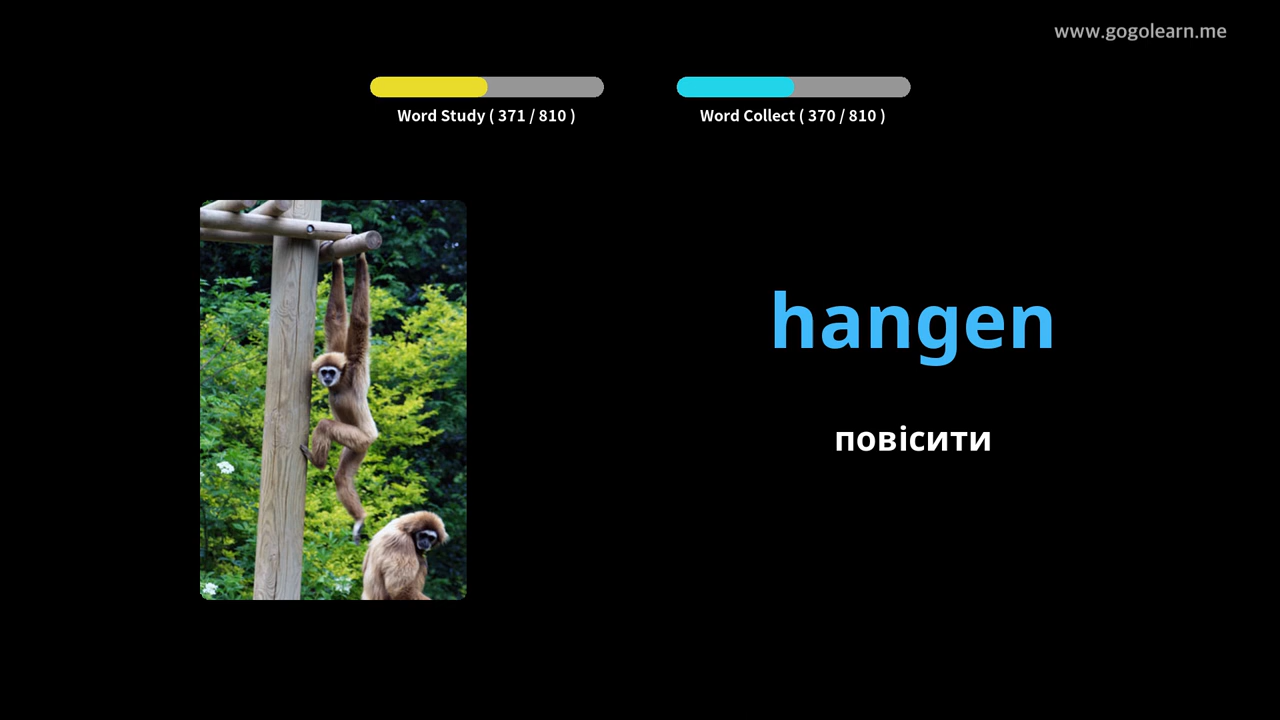 www.gogolearn.me
Word Study ( 371 / 810 )
Word Collect ( 370 / 810 )
hangen
повісити